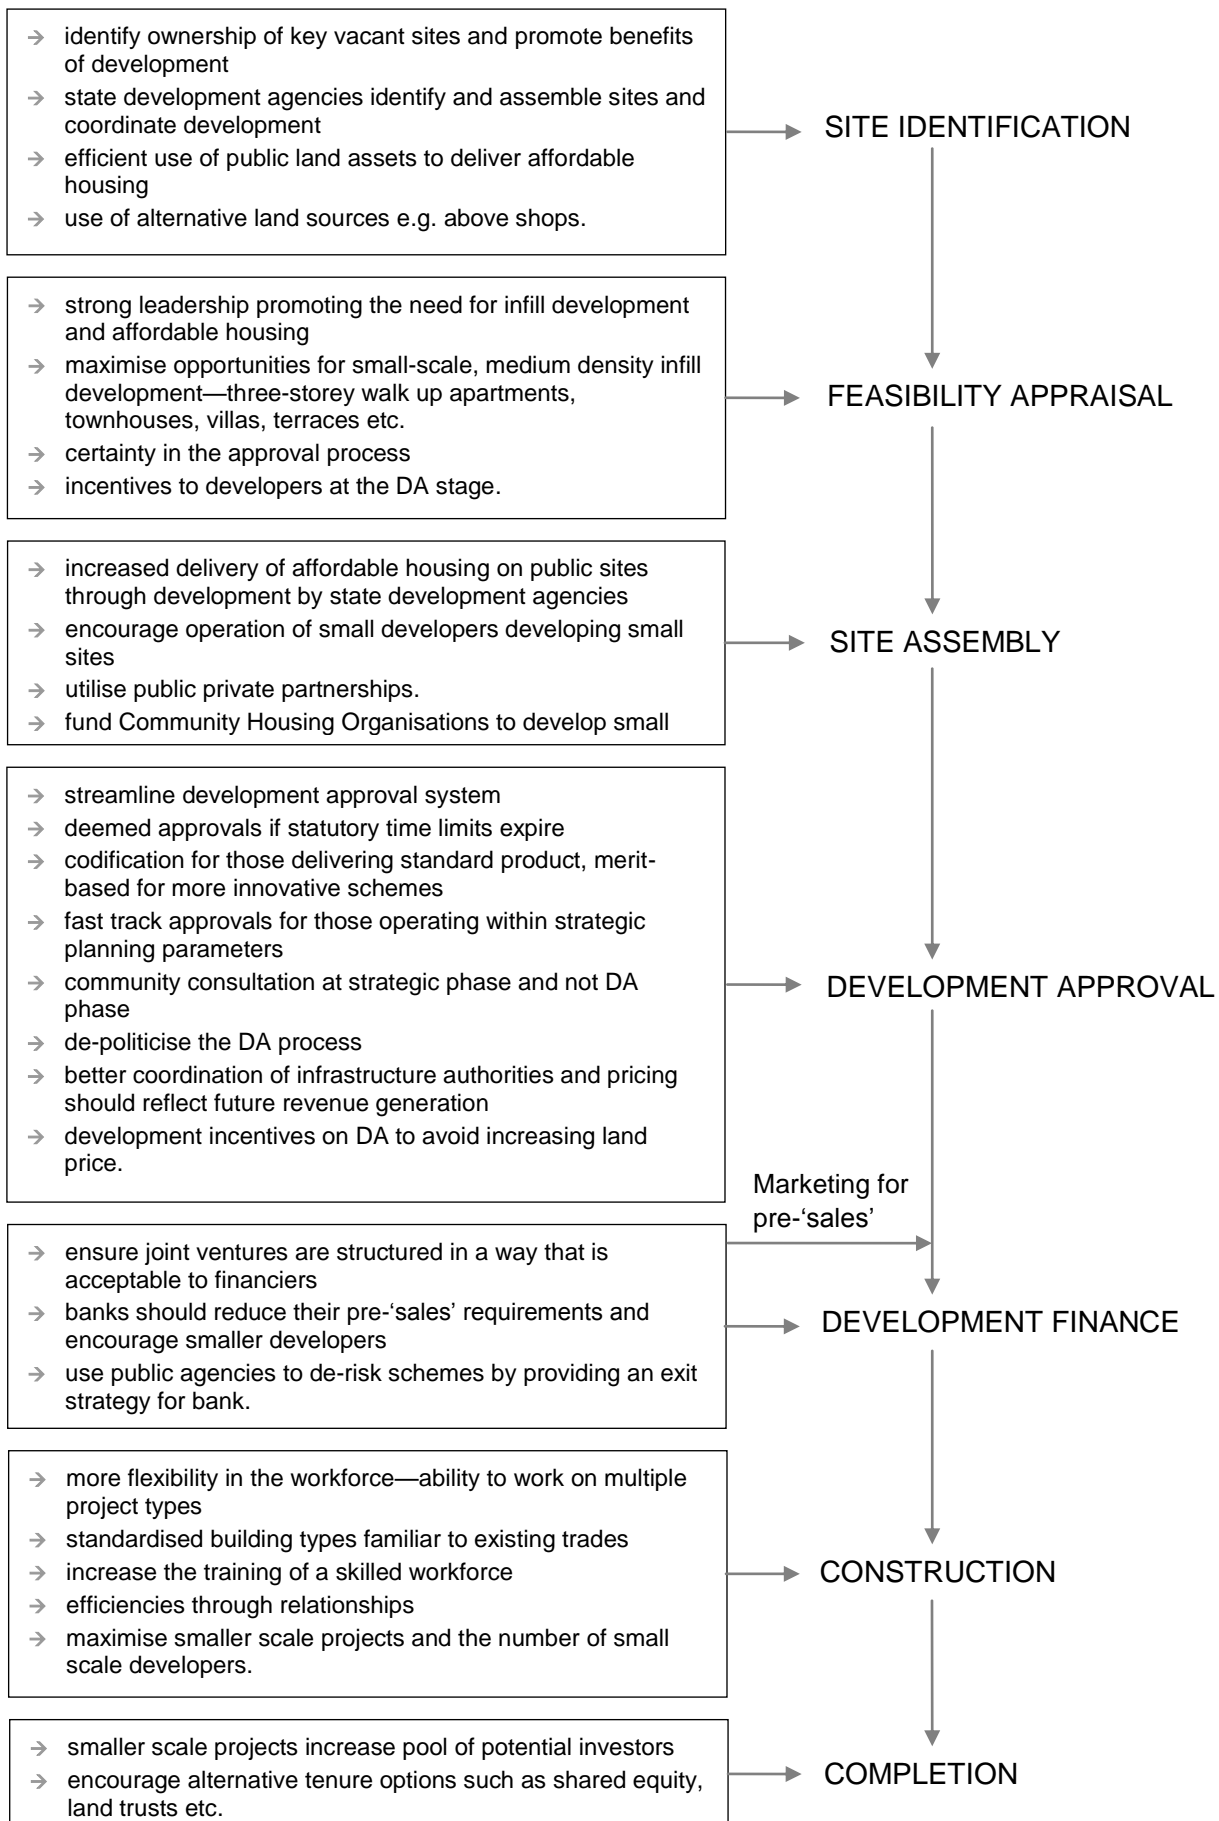 → identify ownership of key vacant sites and promote benefits
of development
→ state development agencies identify and assemble sites and
coordinate development
→ efficient use of public land assets to deliver affordable
housing
→ use of alternative land sources e.g. above shops.
SITE IDENTIFICATION
→ strong leadership promoting the need for infill development
and affordable housing
→ maximise opportunities for small-scale, medium density infill
development—three-storey walk up apartments,
townhouses, villas, terraces etc.
→ certainty in the approval process
→ incentives to developers at the DA stage.
FEASIBILITY APPRAISAL
→ increased delivery of affordable housing on public sites
through development by state development agencies
→ encourage operation of small developers developing small
sites
→ utilise public private partnerships.
→ fund Community Housing Organisations to develop small
SITE ASSEMBLY
→ streamline development approval system
→ deemed approvals if statutory time limits expire
→ codification for those delivering standard product, merit-
based for more innovative schemes
→ fast track approvals for those operating within strategic
planning parameters
→ community consultation at strategic phase and not DA
phase
→ de-politicise the DA process
→ better coordination of infrastructure authorities and pricing
should reflect future revenue generation
→ development incentives on DA to avoid increasing land
price.
DEVELOPMENT APPROVAL
Marketing for
pre-‘sales’
→ ensure joint ventures are structured in a way that is
acceptable to financiers
→ banks should reduce their pre-‘sales’ requirements and
encourage smaller developers
→ use public agencies to de-risk schemes by providing an exit
strategy for bank.
DEVELOPMENT FINANCE
→ more flexibility in the workforce—ability to work on multiple
project types
→ standardised building types familiar to existing trades
→ increase the training of a skilled workforce
→ efficiencies through relationships
→ maximise smaller scale projects and the number of small
scale developers.
CONSTRUCTION
→ smaller scale projects increase pool of potential investors
→ encourage alternative tenure options such as shared equity,
land trusts etc.
COMPLETION